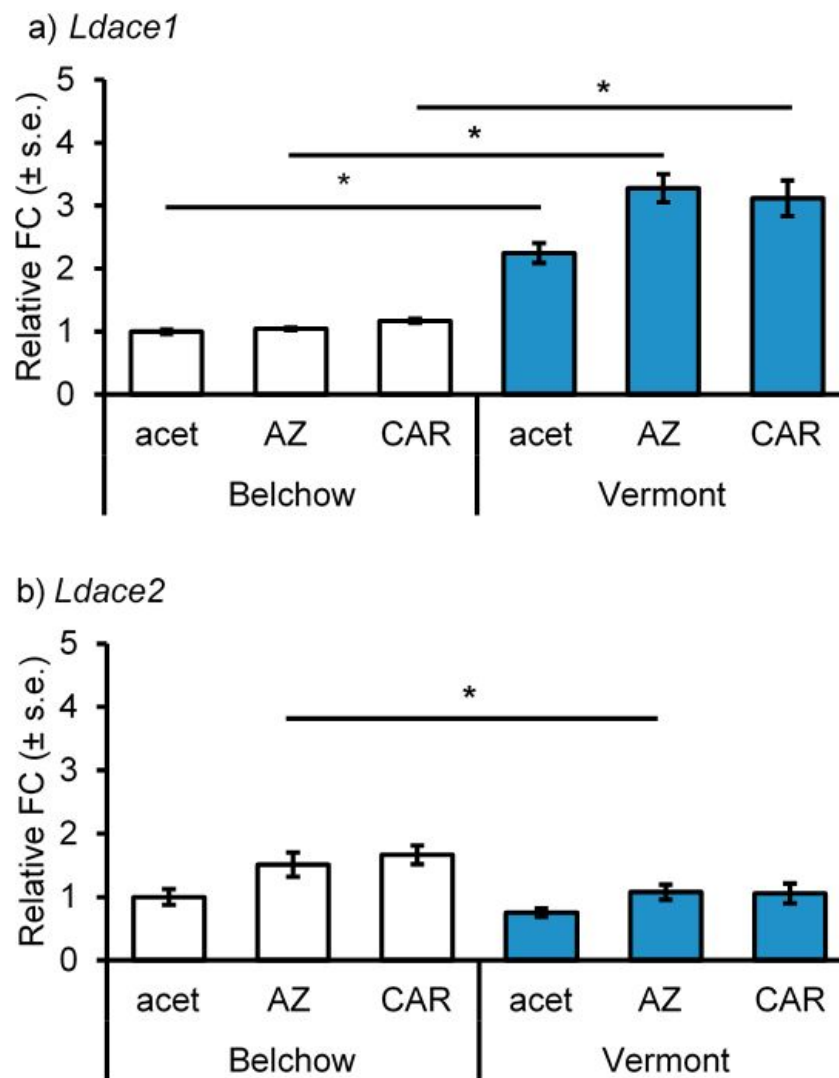 a) Ldace1
Relative FC (± s.e.)
5
4
3
2
1
0
*
*
*
acet AZ CAR acet AZ CAR
Belchow Vermont
b) Ldace2
Relative FC (± s.e.)
5
4
3
2
1
0
*
acet AZ CAR acet AZ CAR
Belchow Vermont